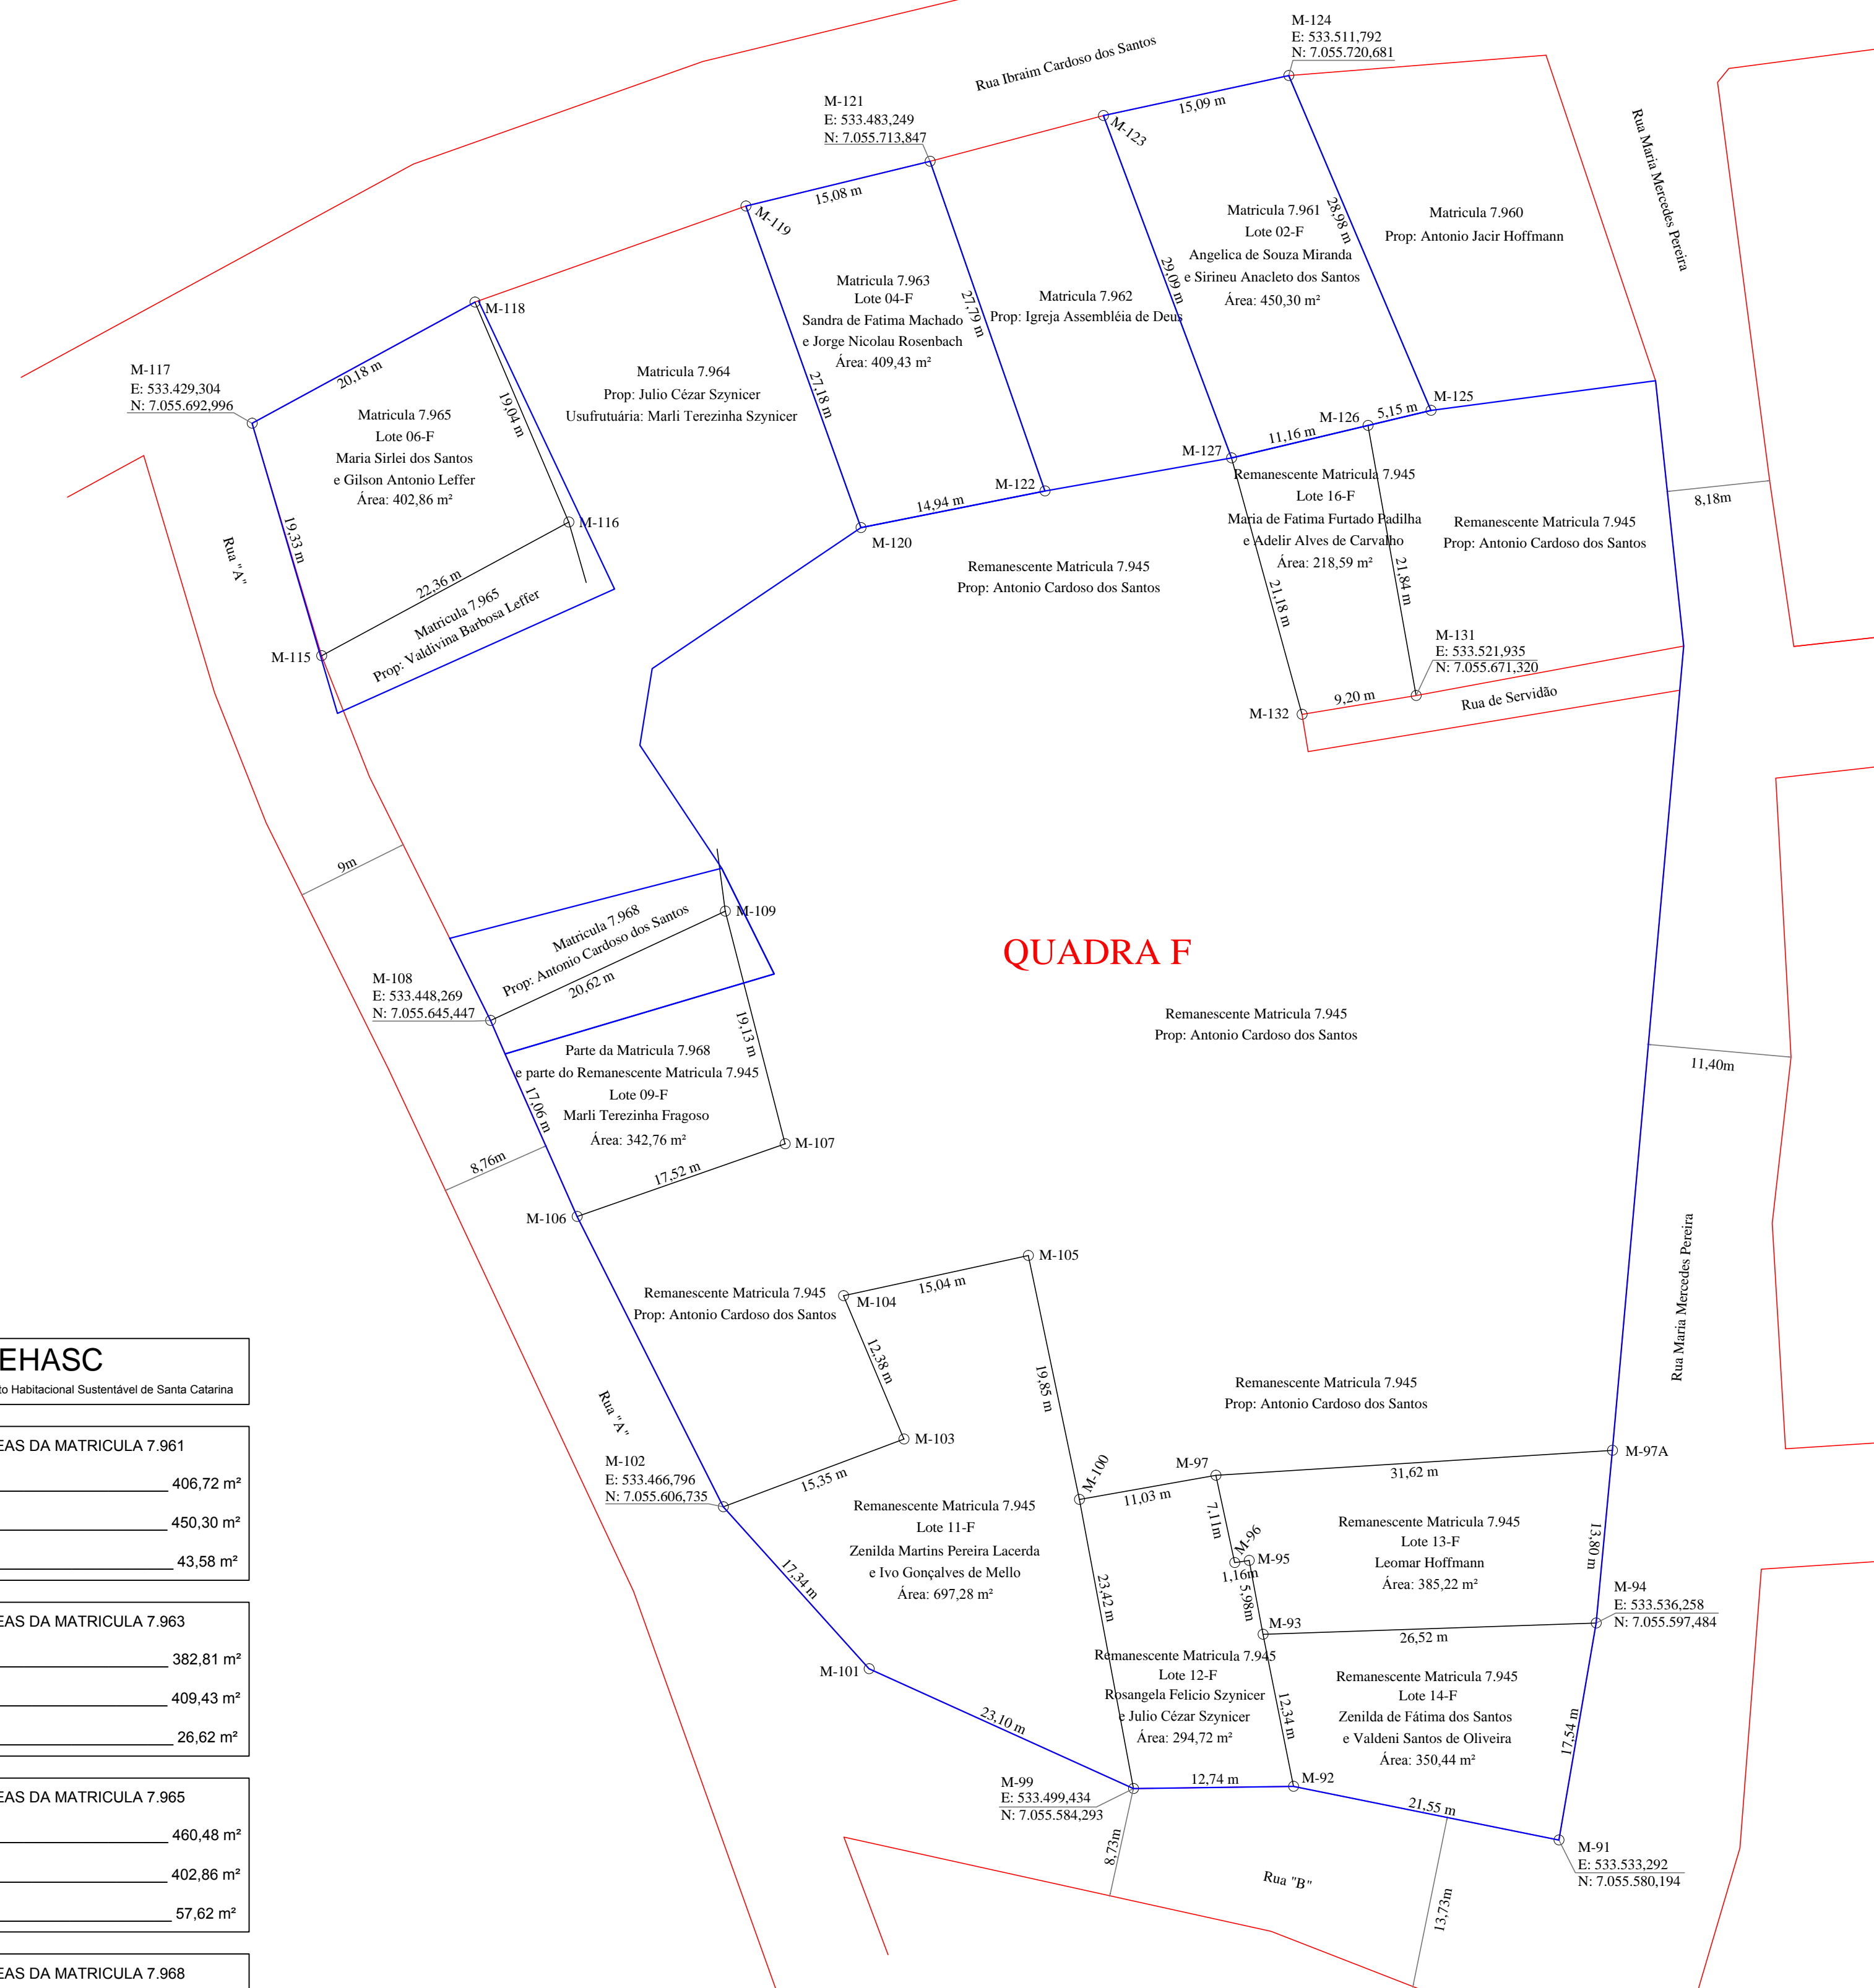 M-124
E: 533.511,792
N: 7.055.720,681
Rua Ibraim Cardoso dos Santos
M-121
E: 533.483,249
N: 7.055.713,847
15,09 m
M-123
Rua Maria Mercedes Pereira
15,08 m
M-119
Matricula 7.961
Lote 02-F
Angelica de Souza Miranda
e Sirineu Anacleto dos Santos
Área: 450,30 m²
28,98 m
Matricula 7.960
Prop: Antonio Jacir Hoffmann
29,09 m
Matricula 7.963
Lote 04-F
Sandra de Fatima Machado
e Jorge Nicolau Rosenbach
Área: 409,43 m²
27,79 m
Matricula 7.962
Prop: Igreja Assembléia de Deus
M-118
M-117
E: 533.429,304
N: 7.055.692,996
20,18 m
19,04 m
Matricula 7.964
Prop: Julio Cézar Szynicer
Usufrutuária: Marli Terezinha Szynicer
27,18 m
Matricula 7.965
Lote 06-F
Maria Sirlei dos Santos
e Gilson Antonio Leffer
Área: 402,86 m²
M-125
5,15 m
M-126
11,16 m
M-127
M-122
14,94 m
M-120
M-116
19,33 m
Rua "A"
22,36 m
Matricula 7.965
Prop: Valdivina Barbosa Leffer
M-115
Remanescente Matricula 7.945
Lote 16-F
Maria de Fatima Furtado Padilha
e Adelir Alves de Carvalho
Área: 218,59 m²
Remanescente Matricula 7.945
Prop: Antonio Cardoso dos Santos
8,18m
Remanescente Matricula 7.945
Prop: Antonio Cardoso dos Santos
21,18 m
21,84 m
M-131
E: 533.521,935
N: 7.055.671,320
M-132
9,20 m
Rua de Servidão
9m
M-109
Matricula 7.968
Prop: Antonio Cardoso dos Santos
20,62 m
M-108
E: 533.448,269
N: 7.055.645,447
QUADRA F
Remanescente Matricula 7.945
Prop: Antonio Cardoso dos Santos
19,13 m
Parte da Matricula 7.968
e parte do Remanescente Matricula 7.945
Lote 09-F
Marli Terezinha Fragoso
Área: 342,76 m²
17,06 m
11,40m
M-107
8,76m
17,52 m
M-106
M-105
15,04 m
M-104
Remanescente Matricula 7.945
Prop: Antonio Cardoso dos Santos
Rua Maria Mercedes Pereira
12,38 m
19,85 m
Remanescente Matricula 7.945
Prop: Antonio Cardoso dos Santos
Rua "A"
M-103
M-102
E: 533.466,796
N: 7.055.606,735
15,35 m
M-100
M-97
M-97A
31,62 m
11,03 m
Remanescente Matricula 7.945
Lote 11-F
Zenilda Martins Pereira Lacerda
e Ivo Gonçalves de Mello
Área: 697,28 m²
7,11m
M-96
M-95
1,16m
5,98m
Remanescente Matricula 7.945
Lote 13-F
Leomar Hoffmann
Área: 385,22 m²
13,80 m
17,34 m
23,42 m
M-93
26,52 m
M-94
E: 533.536,258
N: 7.055.597,484
M-101
Remanescente Matricula 7.945
Lote 12-F
Rosangela Felicio Szynicer
e Julio Cézar Szynicer
Área: 294,72 m²
12,34 m
Remanescente Matricula 7.945
Lote 14-F
Zenilda de Fátima dos Santos
e Valdeni Santos de Oliveira
Área: 350,44 m²
17,54 m
23,10 m
M-99
E: 533.499,434
N: 7.055.584,293
12,74 m
M-92
21,55 m
M-91
E: 533.533,292
N: 7.055.580,194
8,73m
Rua "B"
13,73m
EHASC
to Habitacional Sustentável de Santa Catarina
EAS DA MATRICULA 7.961
406,72 m²
450,30 m²
43,58 m²
EAS DA MATRICULA 7.963
382,81 m²
409,43 m²
26,62 m²
EAS DA MATRICULA 7.965
460,48 m²
402,86 m²
57,62 m²
EAS DA MATRICULA 7.968